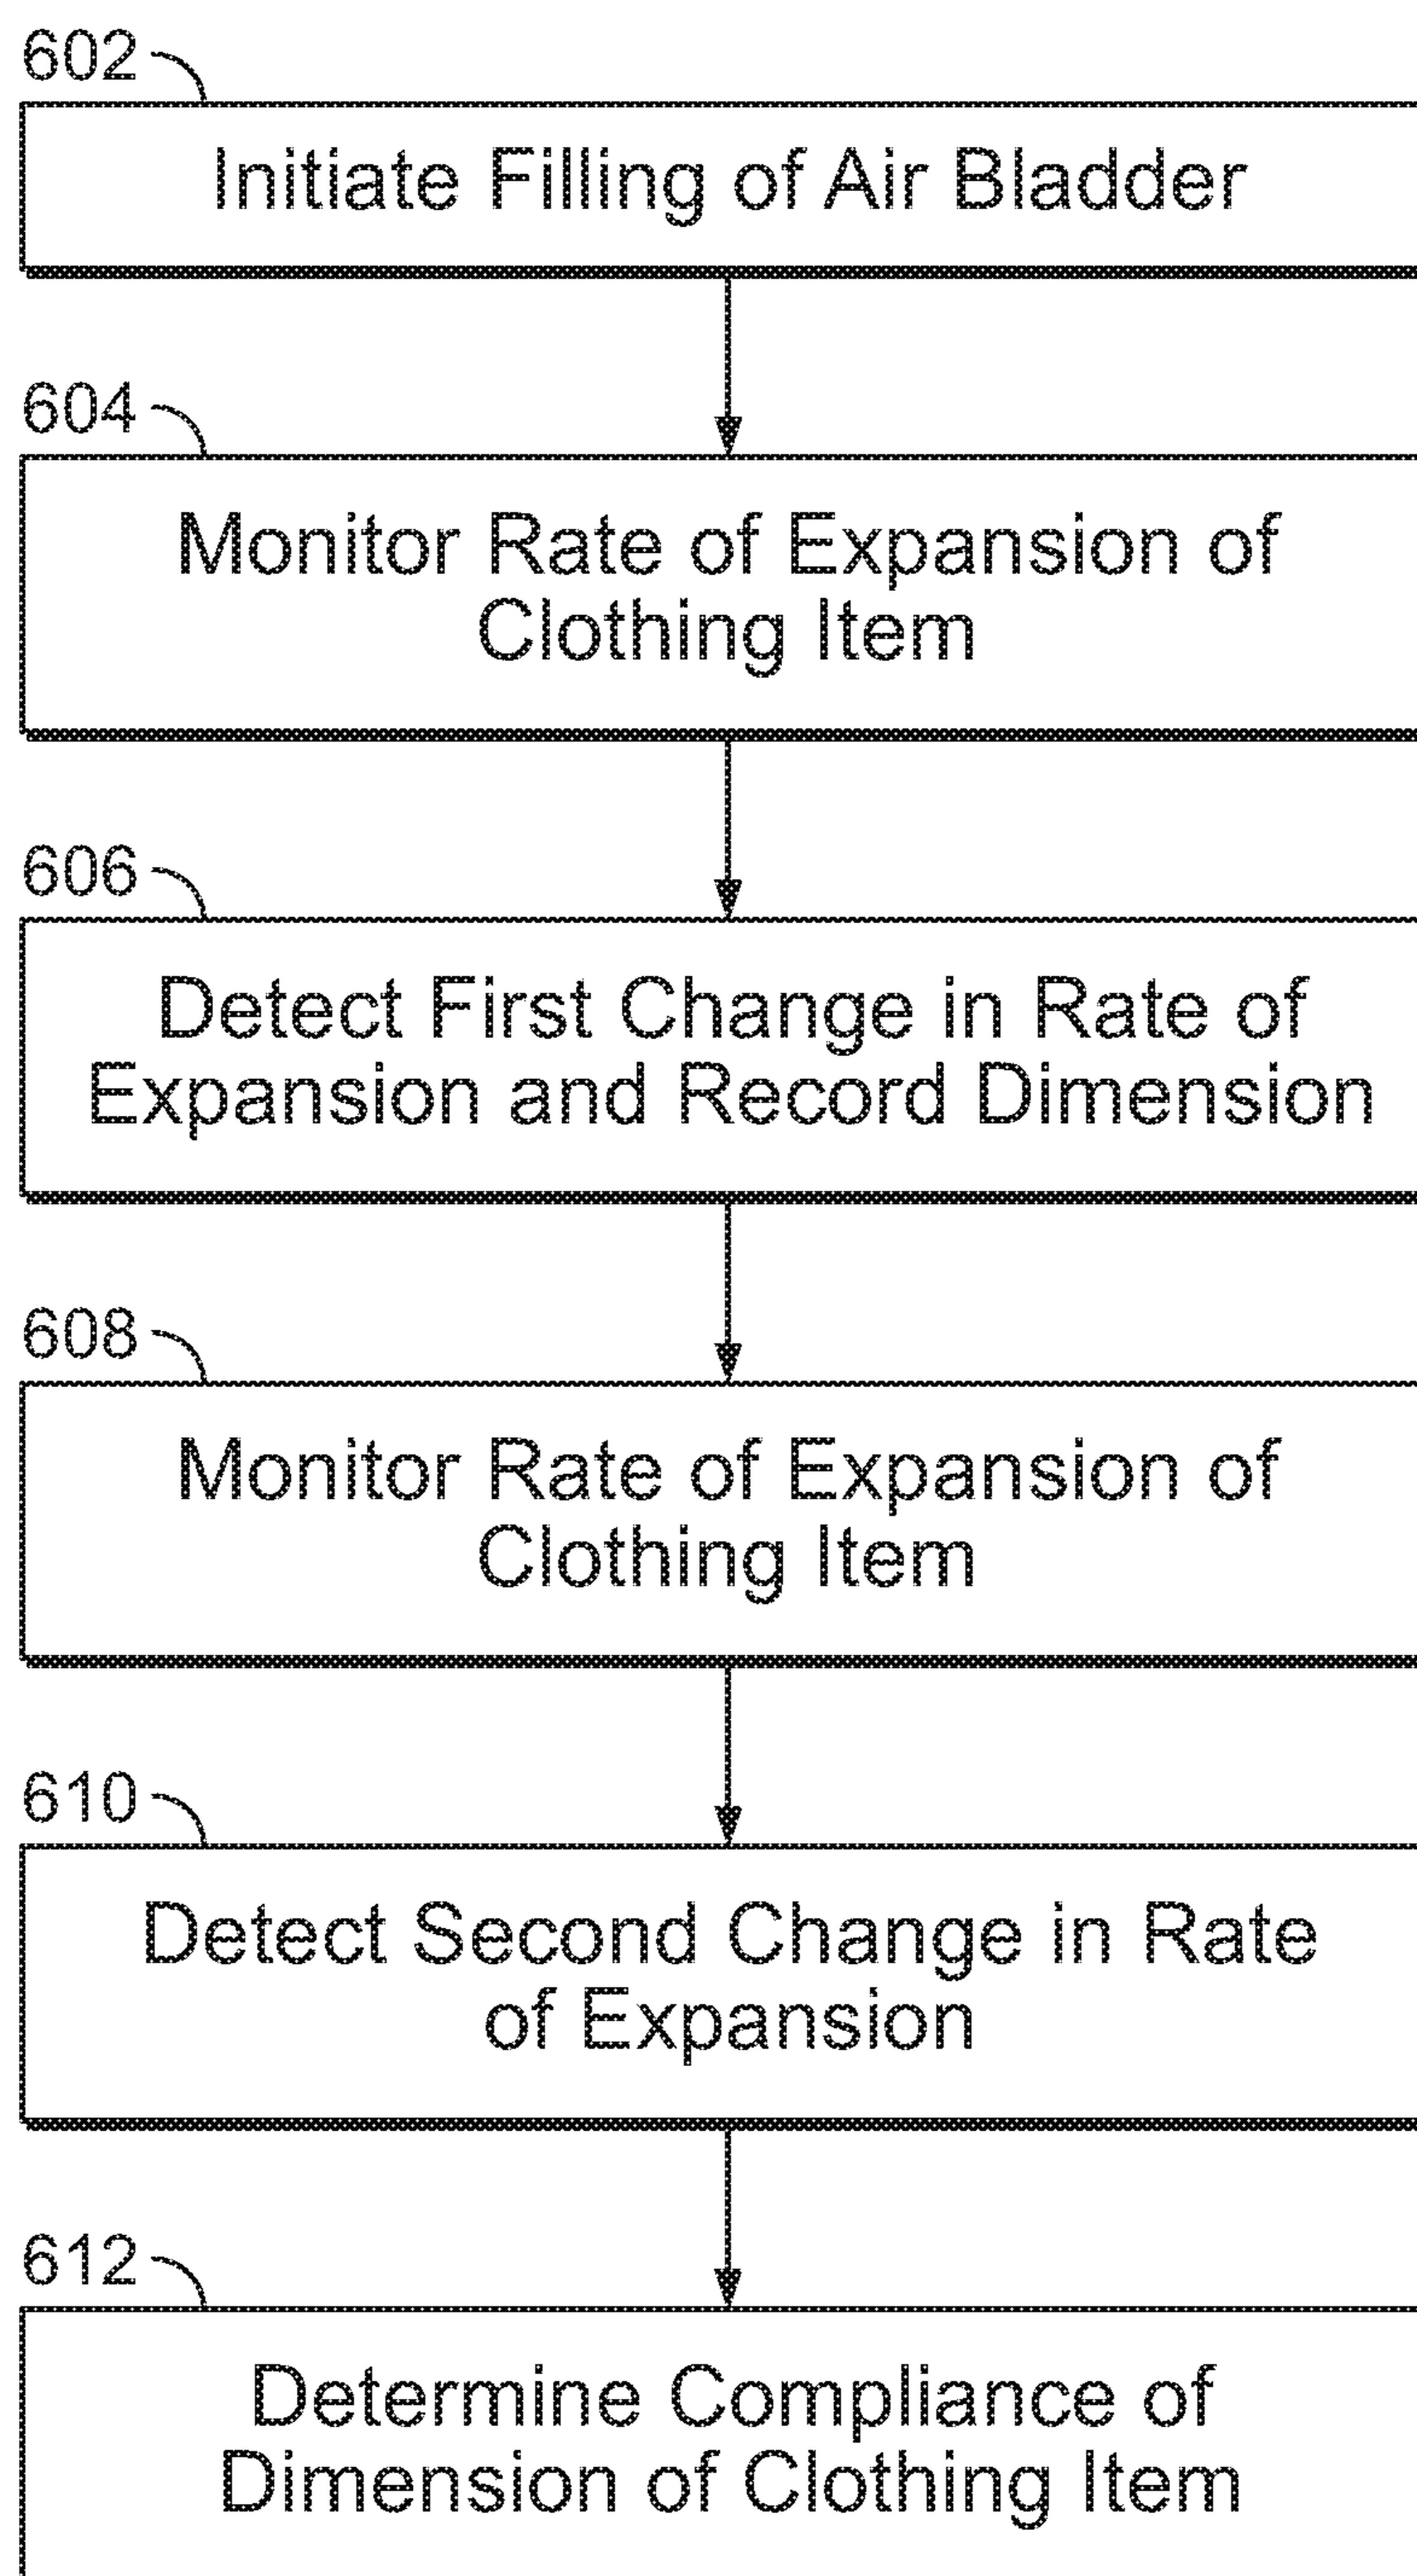 602
Initiate Filling of Air Bladder
604
Monitor Rate of Expansion of
Clothing Item
606
Detect First Change in Rate of
Expansion and Record Dimension
608
Monitor Rate of Expansion of
Clothing Item
610
Detect Second Change in Rate
of Expansion
612
Determine Compliance of
Dimension of Clothing Item